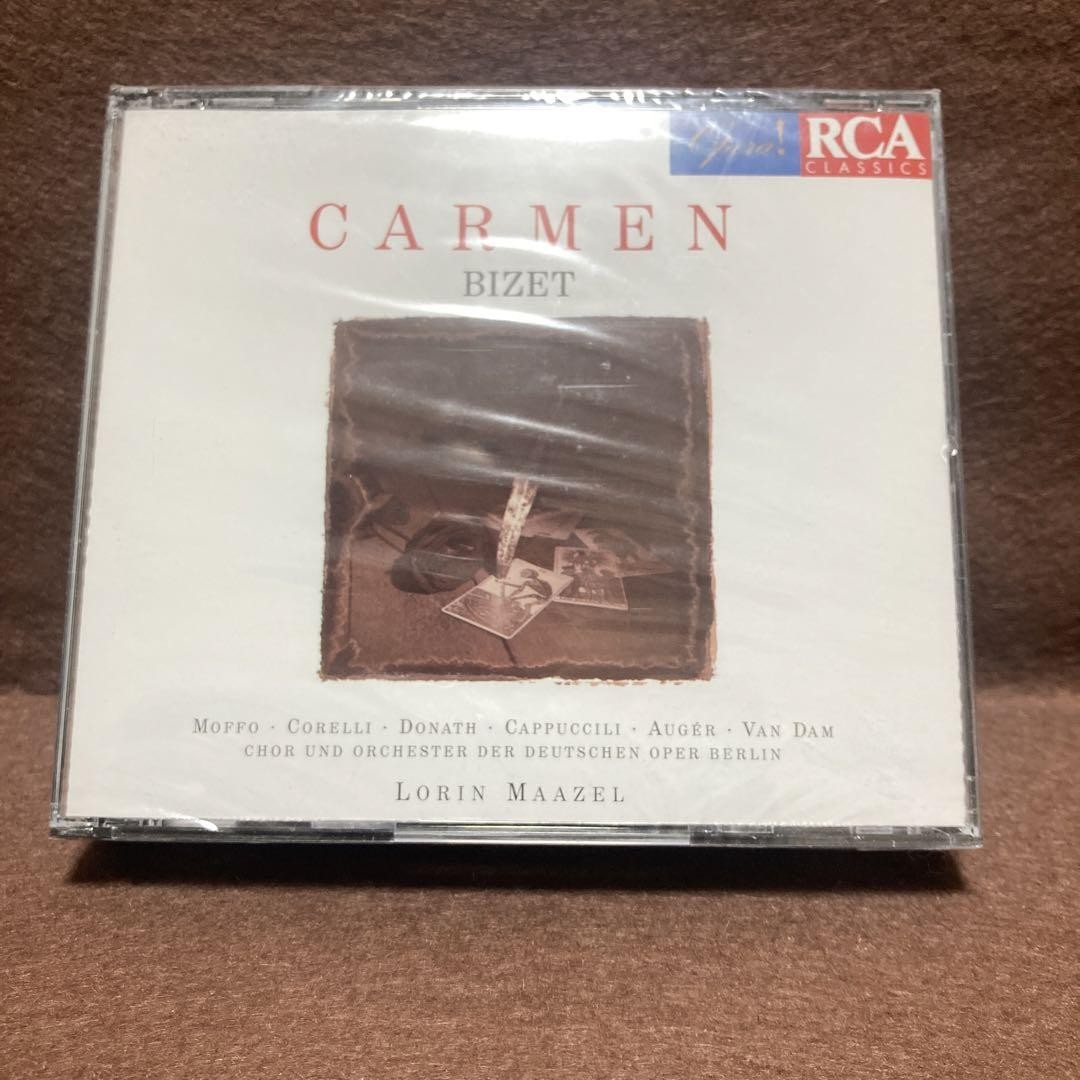 Opera!
RCA
CLASSICS
CARMEN
BIZET
MOFFO · CORELLI · DONATH · CAPPUCCILI · AUGÉR · VAN DAM
CHOR UND ORCHESTER DER DEUTSCHEN OPER BERLIN
LORIN MAAZEL